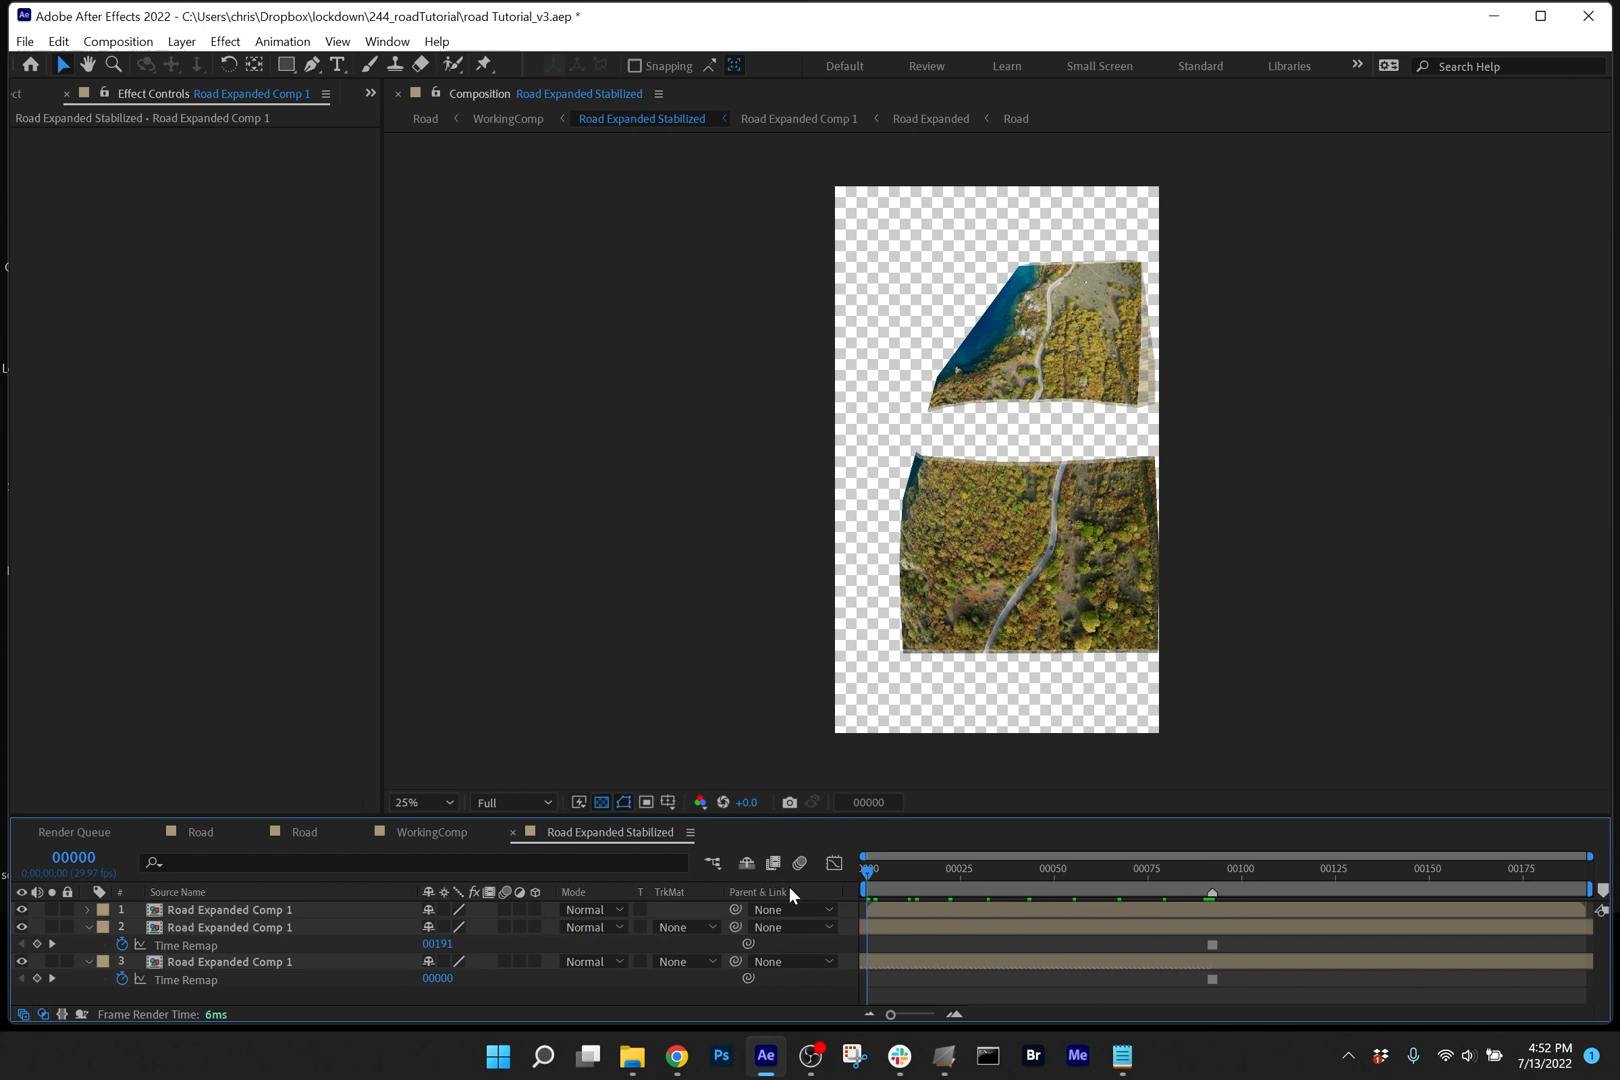 Adobe After Effects 2022 - C:\Users\chris\Dropbox\lockdown\244_roadTutorial\road Tutorial_v3.aep *
File Edit Composition Layer Effect Animation View Window Help
Snapping Default Review Learn Small Screen Standard Libraries Search Help
ct Effect Controls Road Expanded Comp 1 Composition Road Expanded Stabilized
Road Expanded Stabilized • Road Expanded Comp 1
Road WorkingComp Road Expanded Stabilized Road Expanded Comp 1 Road Expanded Road
25% Full +0.0 00000
Render Queue Road Road WorkingComp Road Expanded Stabilized
00000
0;00;00;00 (29.97 fps)
00025 00050 00075 00100 00125 00150 00175
# Source Name Mode T TrkMat Parent & Link
1 Road Expanded Comp 1 Normal None
2 Road Expanded Comp 1 Normal None None
Time Remap 00191
3 Road Expanded Comp 1 Normal None None
Time Remap 00000
Frame Render Time: 6ms
Ps Ae Br Me
4:52 PM
7/13/2022 1